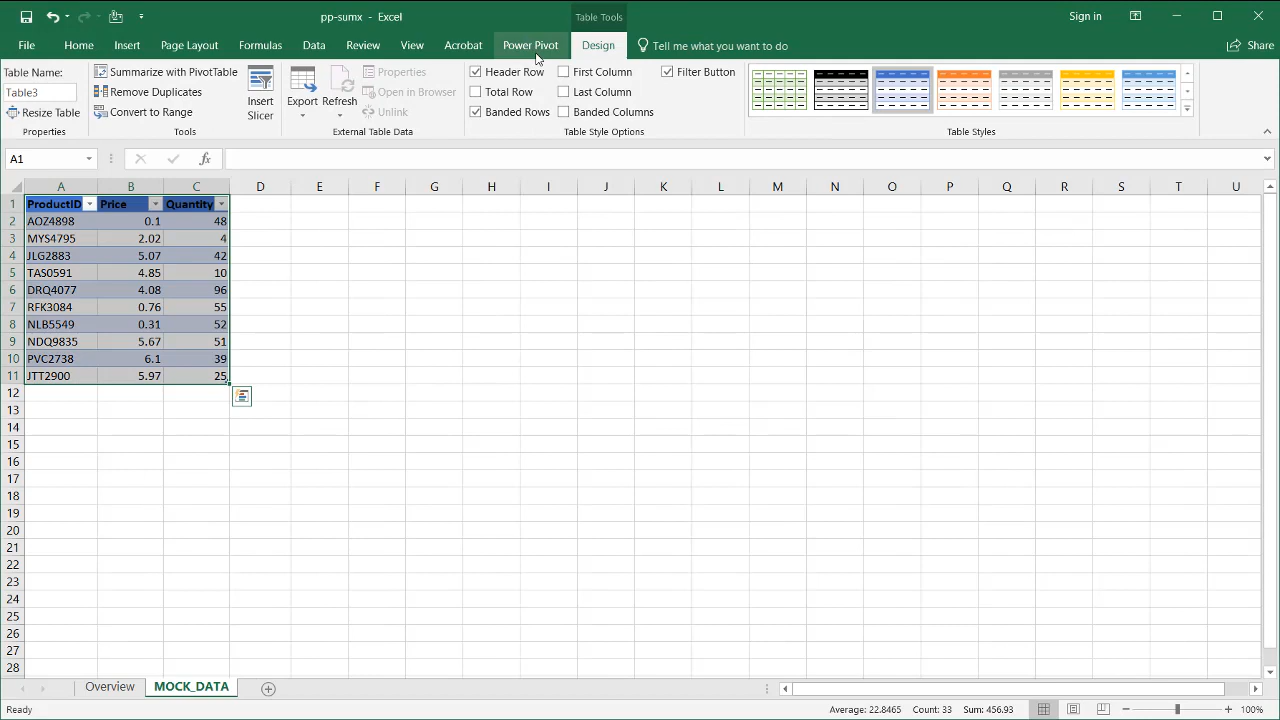 pp-sumx - Excel
Table Tools
Sign in
File Home Insert Page Layout Formulas Data Review View Acrobat Power Pivot Design Tell me what you want to do Share
Table Name:
Table3
Resize Table
Properties
Summarize with PivotTable
Remove Duplicates
Convert to Range
Tools
Insert
Slicer
Export
Refresh
Properties
Open in Browser
Unlink
External Table Data
Header Row First Column Filter Button
Total Row Last Column
Banded Rows Banded Columns
Table Style Options
Table Styles
A1 fx
A B C D E F G H I J K L M N O P Q R S T U
1 ProductID Price Quantity
2 AOZ4898 0.1 48
3 MYS4795 2.02 4
4 JLG2883 5.07 42
5 TAS0591 4.85 10
6 DRQ4077 4.08 96
7 RFK3084 0.76 55
8 NLB5549 0.31 52
9 NDQ9835 5.67 51
10 PVC2738 6.1 39
11 JTT2900 5.97 25
12
13
14
15
16
17
18
19
20
21
22
23
24
25
26
27
28
Overview MOCK_DATA
Ready Average: 22.8465 Count: 33 Sum: 456.93 100%